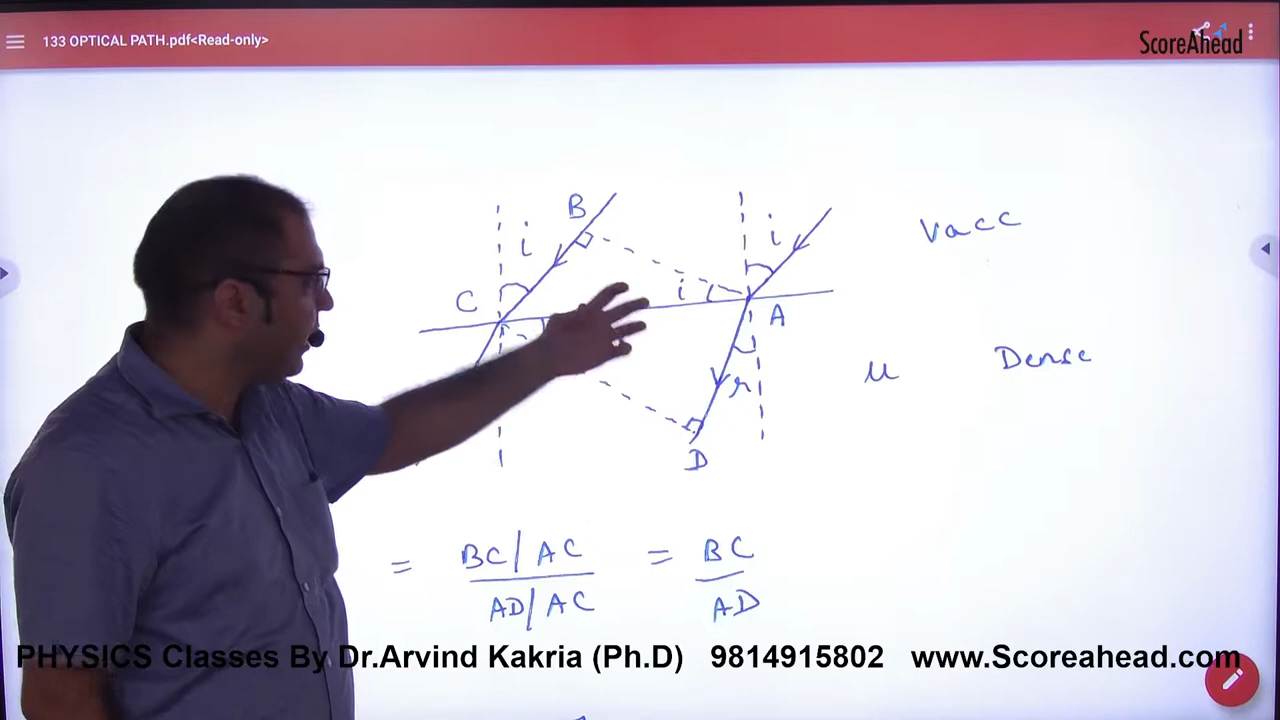 133 OPTICAL PATH.pdf<Read-only>
ScoreAhead
B
i
i
Vacc
C
i
A
r
μ
Dense
D
= BC/AC / AD/AC = BC / AD
PHYSICS Classes By Dr.Arvind Kakria (Ph.D) 9814915802 www.Scoreahead.com